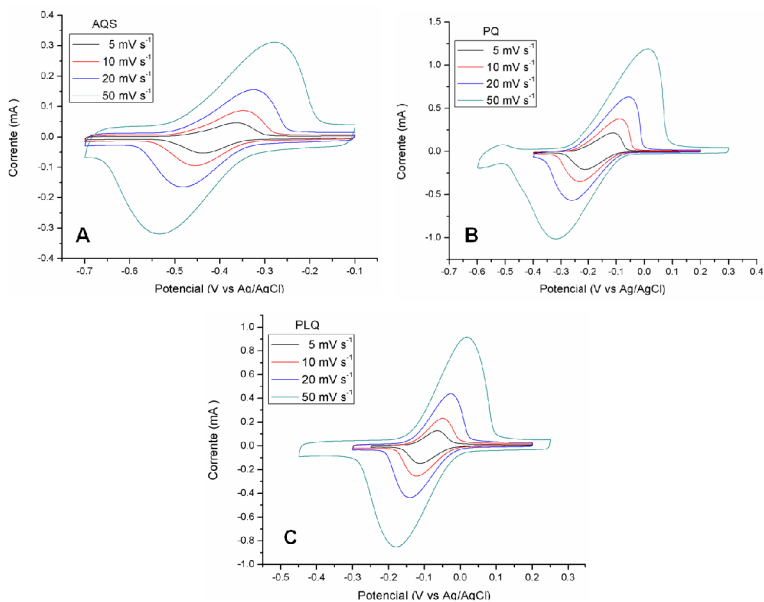 AQS
5 mV s⁻¹
10 mV s⁻¹
20 mV s⁻¹
50 mV s⁻¹
Corrente (mA )
0.4
0.3
0.2
0.1
0.0
-0.1
-0.2
-0.3
-0.4
A
-0.7 -0.6 -0.5 -0.4 -0.3 -0.2 -0.1
Potencial (V vs Ag/AgCl)
PQ
5 mV s⁻¹
10 mV s⁻¹
20 mV s⁻¹
50 mV s⁻¹
Corrente (mA )
1.5
1.0
0.5
0.0
-0.5
-1.0
B
-0.7 -0.6 -0.5 -0.4 -0.3 -0.2 -0.1 0.0 0.1 0.2 0.3 0.4
Potencial (V vs Ag/AgCl)
PLQ
5 mV s⁻¹
10 mV s⁻¹
20 mV s⁻¹
50 mV s⁻¹
Corrente (mA )
1.0
0.8
0.6
0.4
0.2
0.0
-0.2
-0.4
-0.6
-0.8
-1.0
C
-0.5 -0.4 -0.3 -0.2 -0.1 0.0 0.1 0.2 0.3
Potencial (V vs Ag/AgCl)